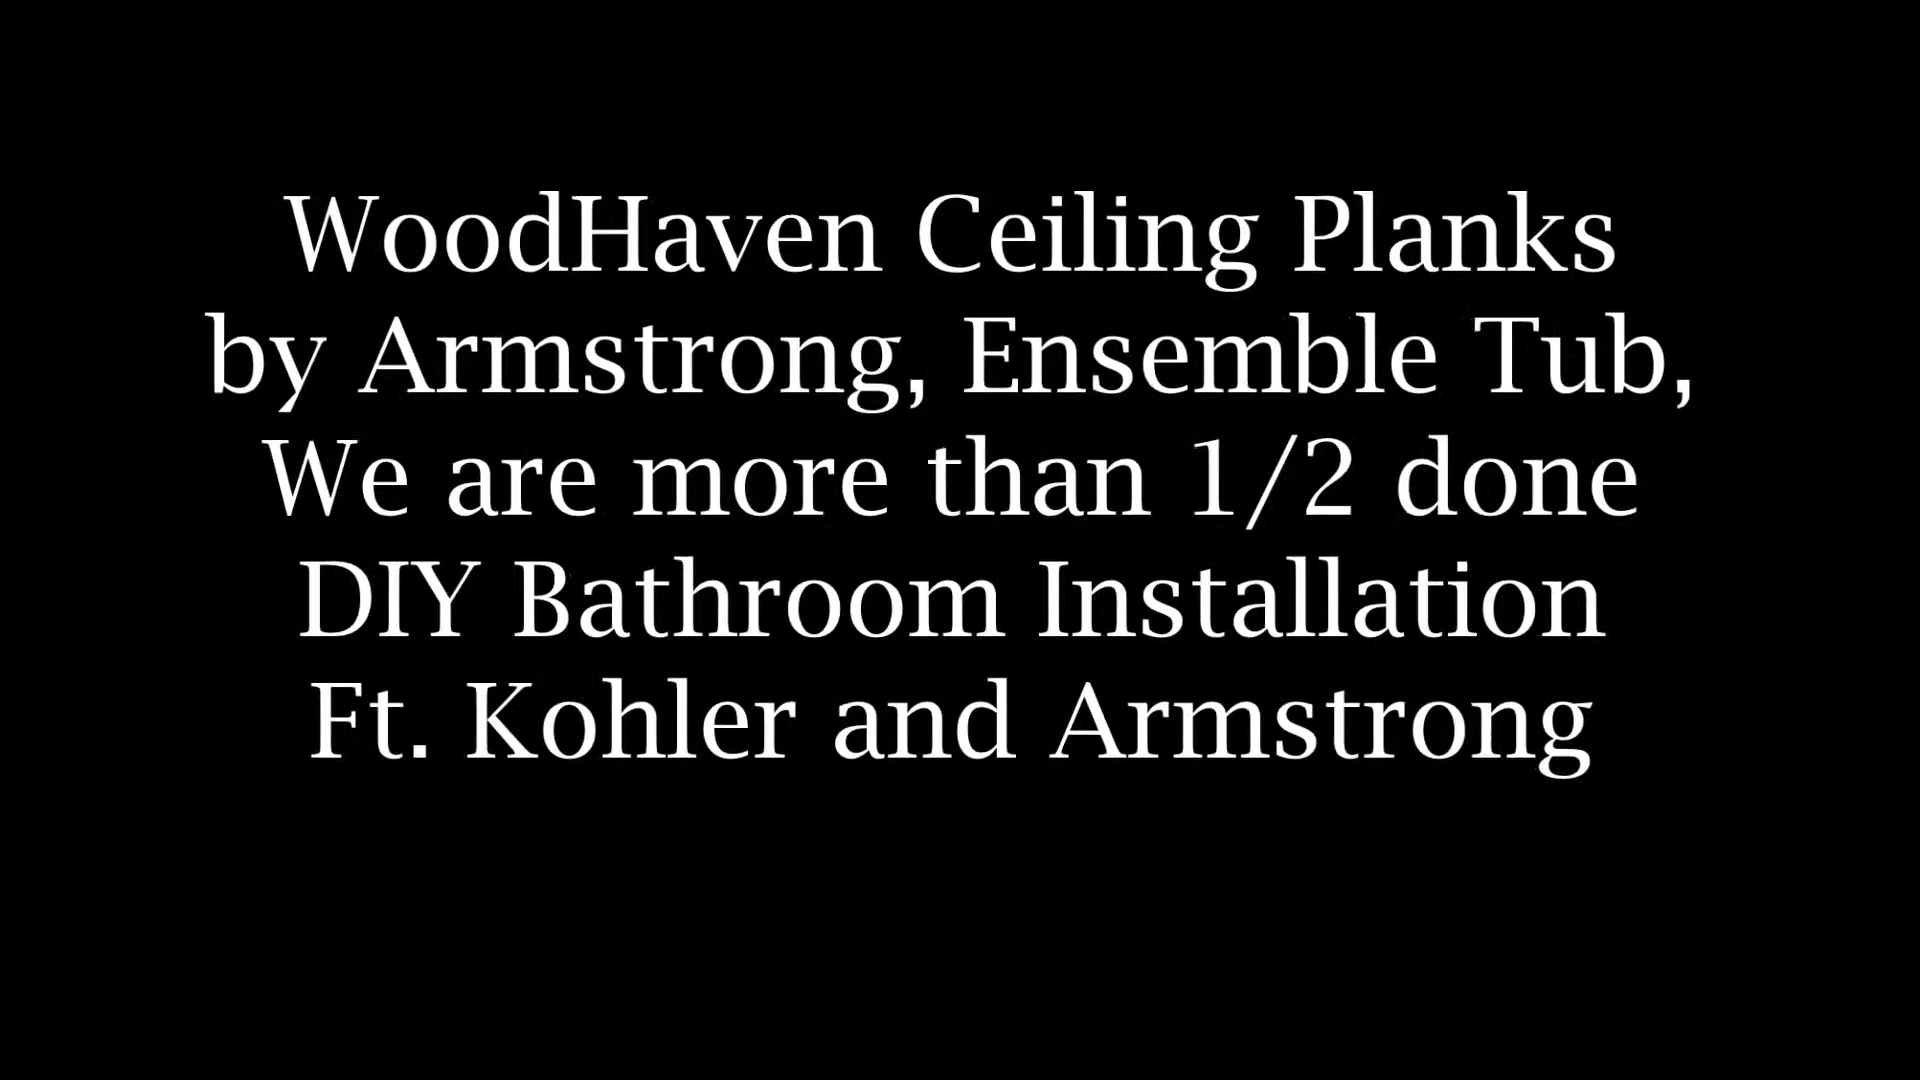 WoodHaven Ceiling Planks
by Armstrong, Ensemble Tub,
We are more than 1/2 done
DIY Bathroom Installation
Ft. Kohler and Armstrong